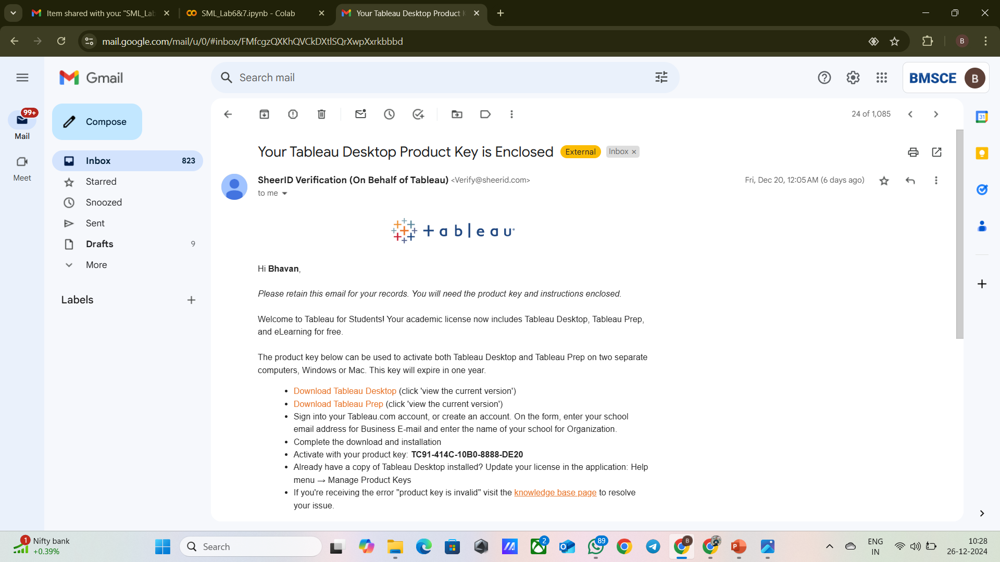 Item shared with you: "SML_Lab
SML_Lab6&7.ipynb - Colab
Your Tableau Desktop Product K
mail.google.com/mail/u/0/#inbox/FMfcgzQXKhQVCkDXtlSQrXwpXxrkbbbd
B
Gmail
Search mail
BMSCE
B
99+
Mail
Meet
Compose
Inbox 823
Starred
Snoozed
Sent
Drafts 9
More
Labels
24 of 1,085
31
Your Tableau Desktop Product Key is Enclosed External Inbox ×
SheerID Verification (On Behalf of Tableau) <Verify@sheerid.com>
Fri, Dec 20, 12:05 AM (6 days ago)
to me
+ableau
Hi Bhavan,
Please retain this email for your records. You will need the product key and instructions enclosed.
Welcome to Tableau for Students! Your academic license now includes Tableau Desktop, Tableau Prep,
and eLearning for free.
The product key below can be used to activate both Tableau Desktop and Tableau Prep on two separate
computers, Windows or Mac. This key will expire in one year.
• Download Tableau Desktop (click 'view the current version')
• Download Tableau Prep (click 'view the current version')
• Sign into your Tableau.com account, or create an account. On the form, enter your school
email address for Business E-mail and enter the name of your school for Organization.
• Complete the download and installation
• Activate with your product key: TC91-414C-10B0-8888-DE20
• Already have a copy of Tableau Desktop installed? Update your license in the application: Help
menu → Manage Product Keys
• If you're receiving the error "product key is invalid" visit the knowledge base page to resolve
your issue.
1
Nifty bank
+0.39%
Search
2
89
B
P
ENG
IN
10:28
26-12-2024